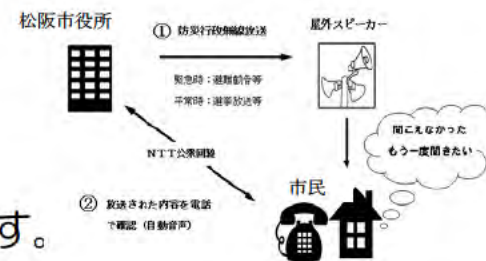 松阪市役所
① 防災行政無線放送
屋外スピーカー
緊急時：避難勧告等
平常時：選挙放送等
聞こえなかった
もう一度聞きたい
NTT公衆回線
市民
② 放送された内容を電話
で確認（自動音声）
す。